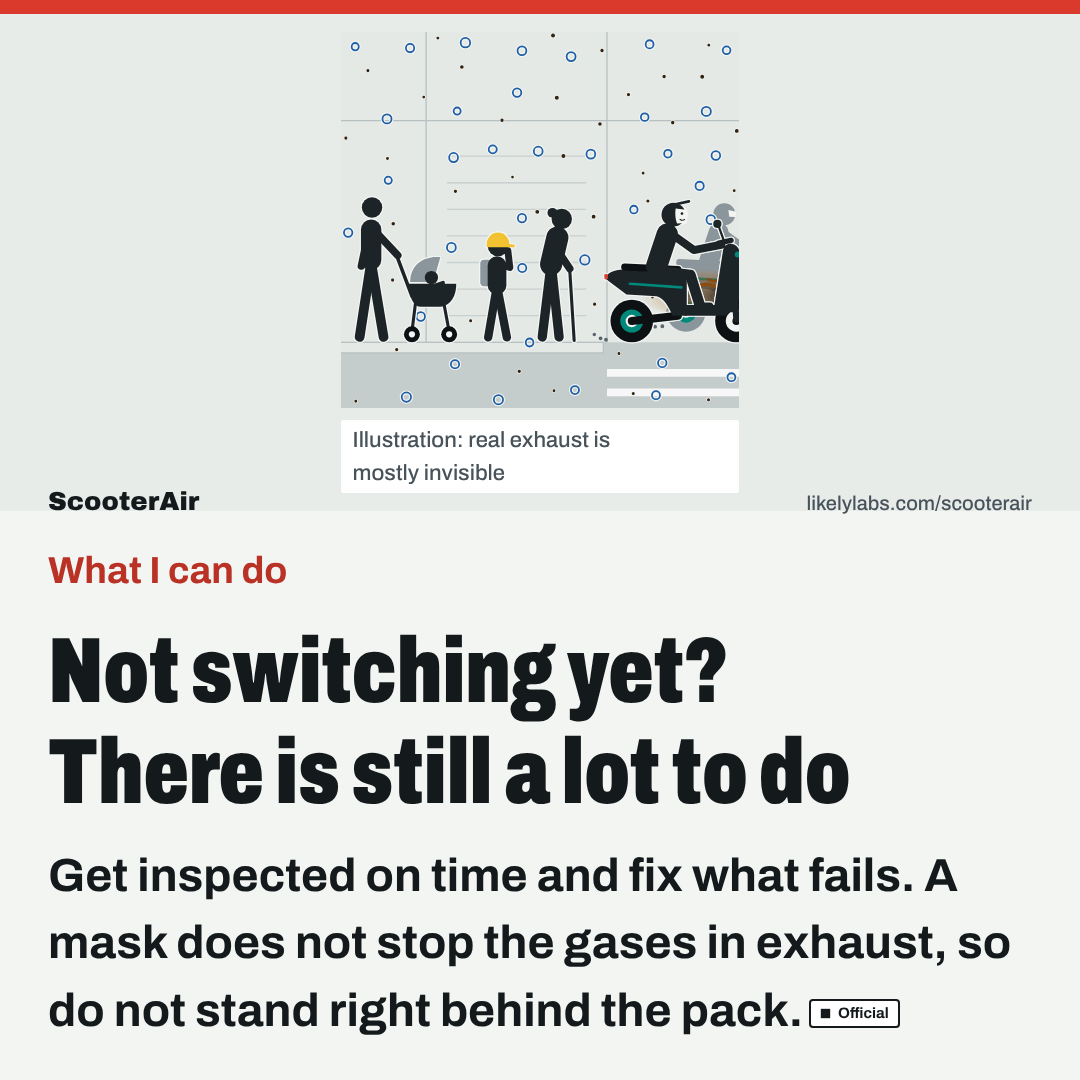 Illustration: real exhaust is
mostly invisible
ScooterAir
likelylabs.com/scooterair
What I can do
Not switching yet?
There is still a lot to do
Get inspected on time and fix what fails. A
mask does not stop the gases in exhaust, so
do not stand right behind the pack. Official